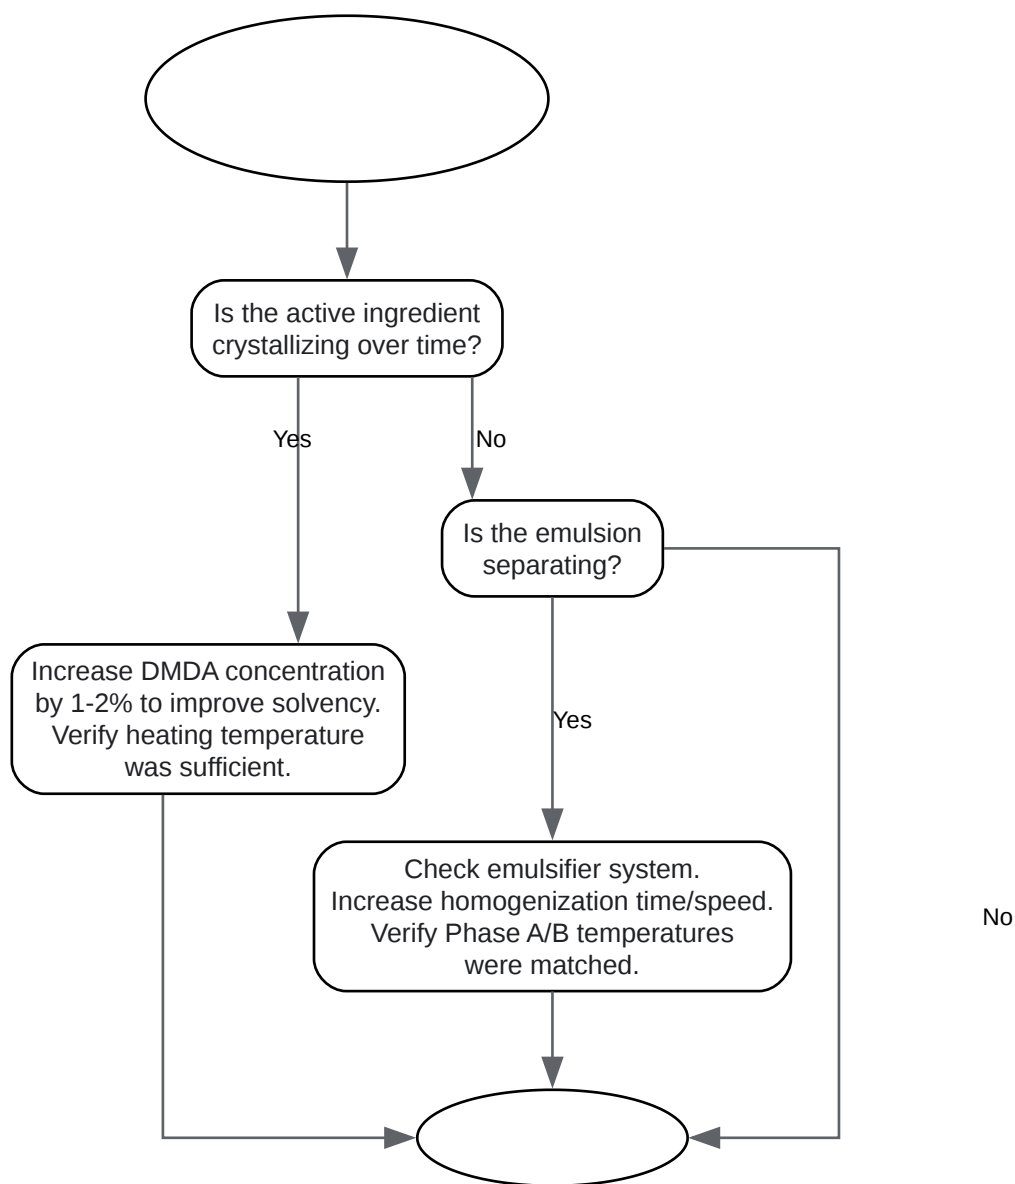 Is the active ingredient
crystallizing over time?
Yes
No
Is the emulsion
separating?
Increase DMDA concentration
by 1-2% to improve solvency.
Verify heating temperature
was sufficient.
Yes
Check emulsifier system.
Increase homogenization time/speed.
Verify Phase A/B temperatures
were matched.
No